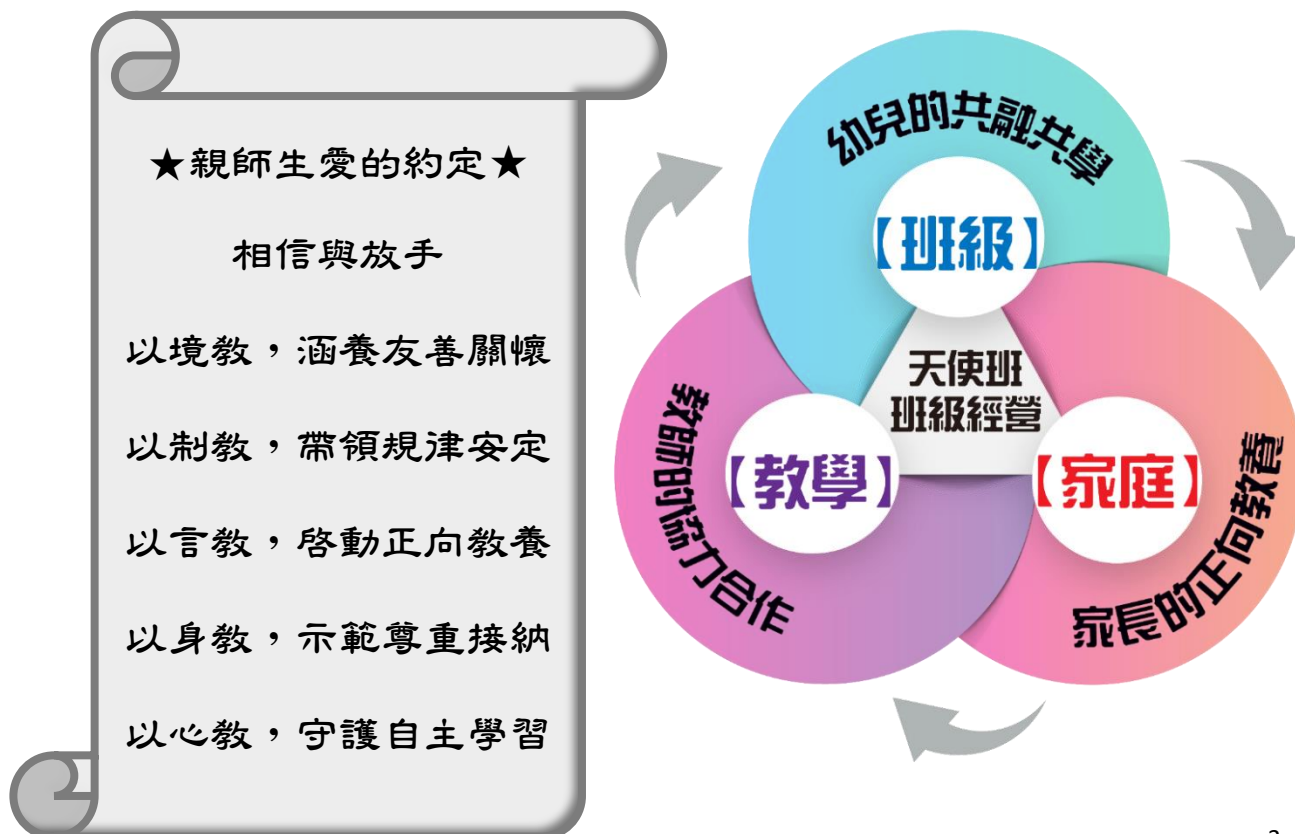 ★親師生愛的約定★
相信與放手
以境教，涵養友善關懷
以制教，帶領規律安定
以言教，啓動正向教養
以身教，示範尊重接納
以心教，守護自主學習
幼兒的共融共學
【班級】
天使班
班級經營
教師的協力合作
【教學】
【家庭】
家長的正向教養